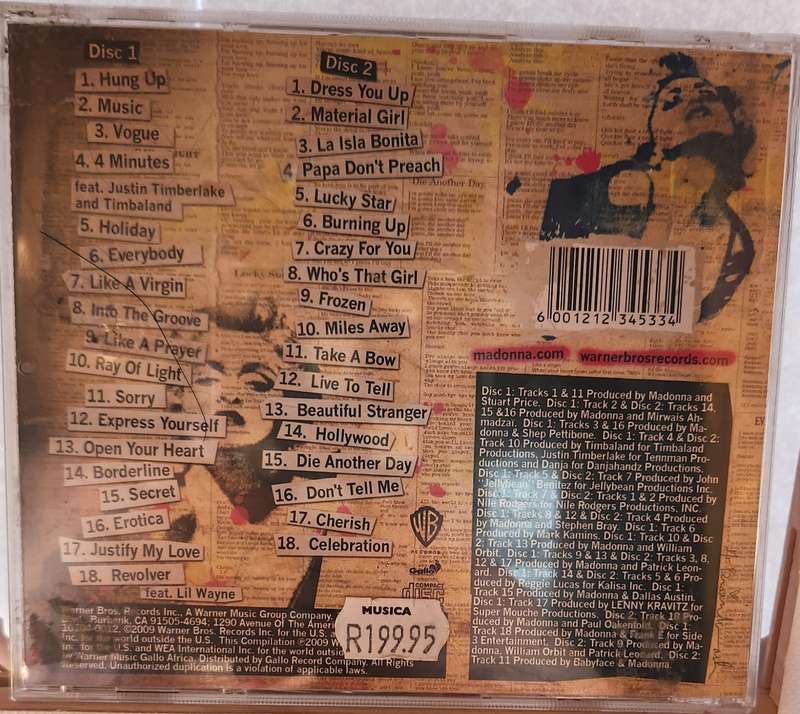 Disc 1
1. Hung Up
2. Music
3. Vogue
4. 4 Minutes
feat. Justin Timberlake
and Timbaland
5. Holiday
6. Everybody
7. Like A Virgin
8. Into The Groove
9. Like A Prayer
10. Ray Of Light
11. Sorry
12. Express Yourself
13. Open Your Heart
14. Borderline
15. Secret
16. Erotica
17. Justify My Love
18. Revolver
feat. Lil Wayne
Disc 2
1. Dress You Up
2. Material Girl
3. La Isla Bonita
4 Papa Don't Preach
5. Lucky Star
6. Burning Up
7. Crazy For You
8. Who's That Girl
9. Frozen
10. Miles Away
11. Take A Bow
12. Live To Tell
13. Beautiful Stranger
14. Hollywood
15. Die Another Day
16. Don't Tell Me
17. Cherish
18. Celebration
Die Another Day
6 001212 345334
madonna.com warnerbrosrecords.com
Disc 1: Tracks 1 & 11 Produced by Madonna and
Stuart Price. Disc 1: Track 2 & Disc 2: Tracks 14,
15 &16 Produced by Madonna and Mirwais Ah-
madzaï. Disc 1: Tracks 3 & 16 Produced by Ma-
donna & Shep Pettibone. Disc 1: Track 4 & Disc 2:
Track 10 Produced by Timbaland for Timbaland
Productions, Justin Timberlake for Tennman Pro-
ductions and Danja for Danjahandz Productions.
Disc 1: Track 5 & Disc 2: Track 7 Produced by John
"Jellybean" Benitez for Jellybean Productions Inc.
Disc 1: Track 7 & Disc 2: Tracks 1 & 2 Produced by
Nile Rodgers for Nile Rodgers Productions, INC.
Disc 1: Tracks 8 & 12 & Disc 2: Track 4 Produced
by Madonna and Stephen Bray. Disc 1: Track 6
Produced by Mark Kamins. Disc 1: Track 10 & Disc
2, Track 13 Produced by Madonna and William
Orbit. Disc 1: Tracks 9 & 13 & Disc 2: Tracks 3, 8,
12 & 17 Produced by Madonna and Patrick Leon-
ard. Disc 1: Track 14 & Disc 2: Tracks 5 & 6 Pro-
duced by Reggie Lucas for Kalisa Inc. Disc 1:
Track 15 Produced by Madonna & Dallas Austin.
Disc 1: Track 17 Produced by LENNY KRAVITZ for
Super Mouche Productions. Disc 2: Track 18 Pro-
duced by Madonna and Paul Oakenfold. Disc 1:
Track 18 Produced by Madonna & Frank E for Side
3 Entertainment. Disc 2: Track 9 Produced by Ma-
donna, William Orbit and Patrick Leonard. Disc 2:
Track 11 Produced by Babyface & Madonna.
WB
RECORDS
Gallo
COMPACT
disc
MUSICA
R199.95
Warner Bros. Records Inc., A Warner Music Group Company,
Burbank, CA 91505-4694; 1290 Avenue Of The
©2009 Warner Bros. Records Inc. for the U.S. and
Inc. for the world outside the U.S. This Compilation ℗2009
Inc. for the U.S. and WEA International Inc. for the world outside
Warner Music Gallo Africa. Distributed by Gallo Record Company. All Rights
Reserved. Unauthorized duplication is a violation of applicable laws.